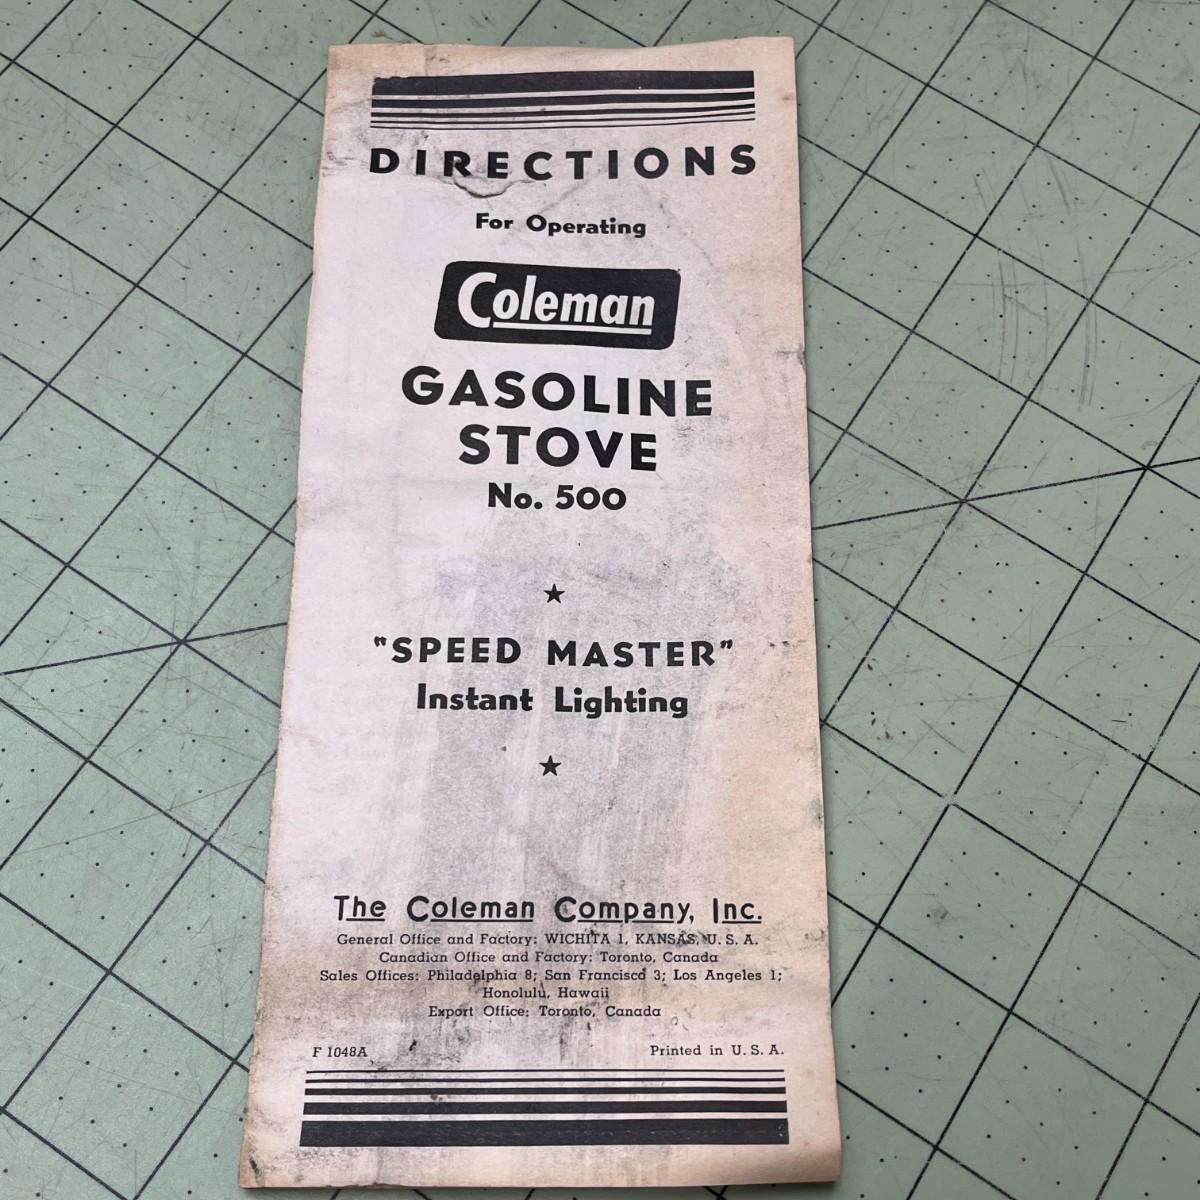 DIRECTIONS
For Operating
Coleman
GASOLINE
STOVE
No. 500
★
"SPEED MASTER"
Instant Lighting
★
The Coleman Company, Inc.
General Office and Factory: WICHITA 1, KANSAS, U. S. A.
Canadian Office and Factory: Toronto, Canada
Sales Offices: Philadelphia 8; San Francisco 3; Los Angeles 1;
Honolulu, Hawaii
Export Office: Toronto, Canada
F 1048A
Printed in U. S. A.